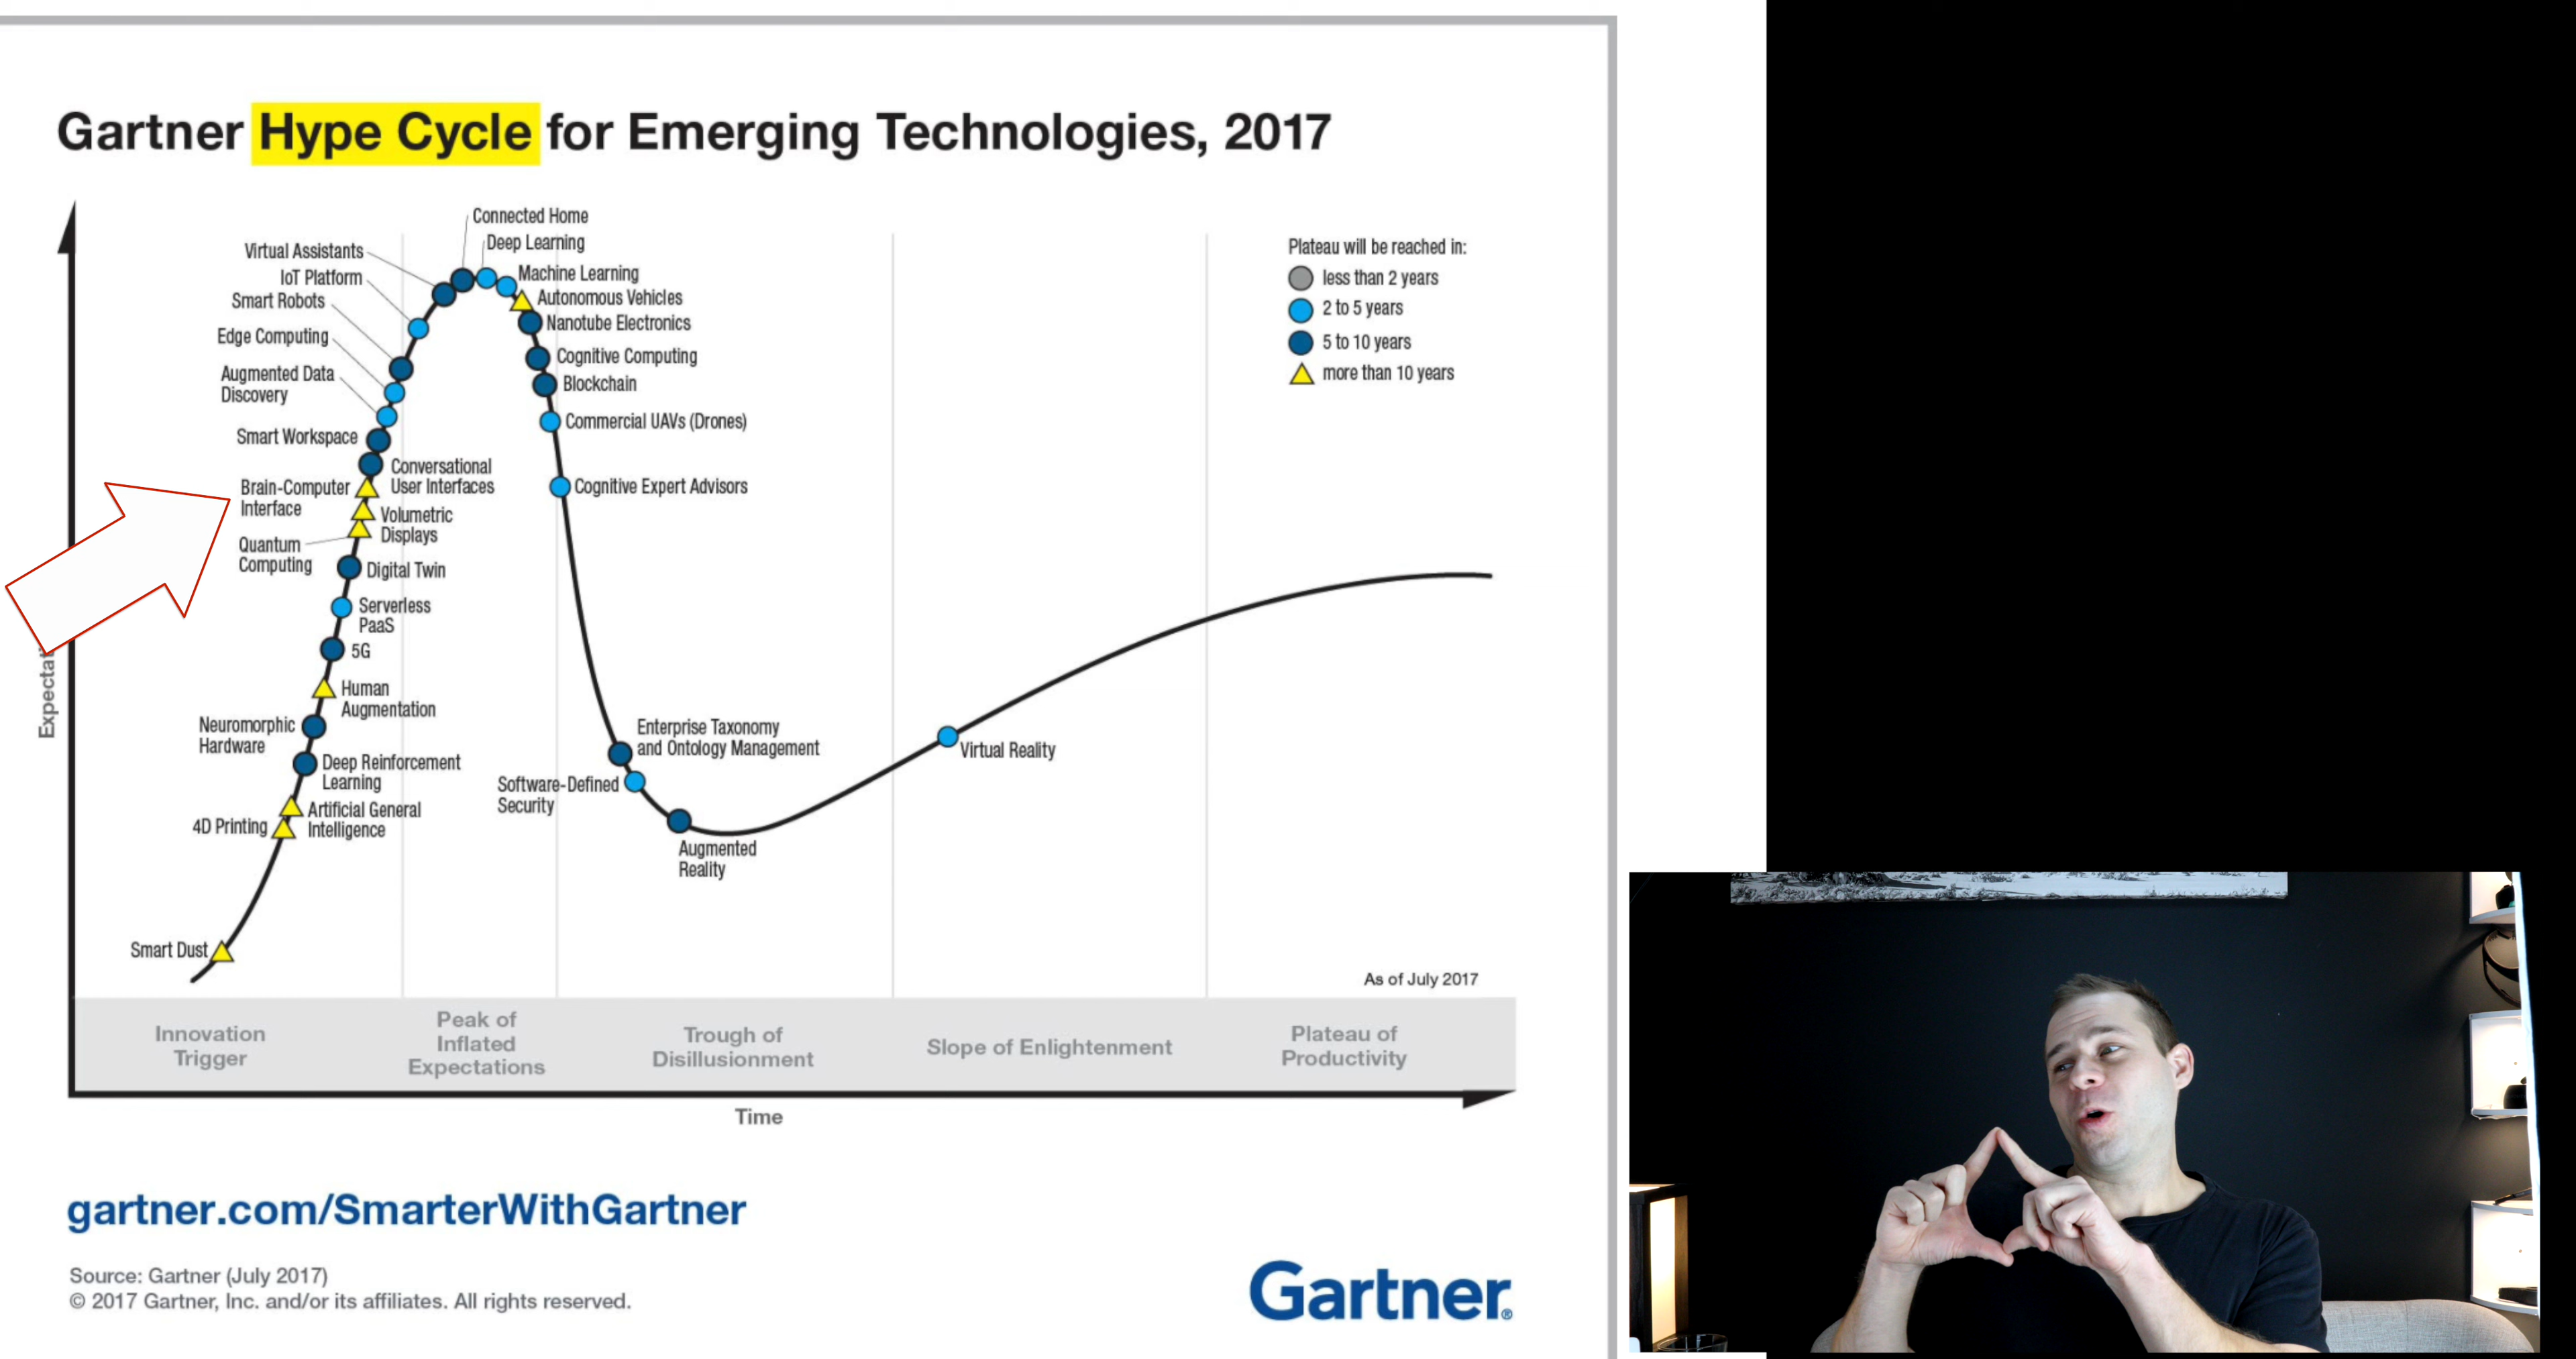 Gartner Hype Cycle for Emerging Technologies, 2017
Connected Home
Deep Learning
Virtual Assistants
IoT Platform
Machine Learning
Smart Robots
Autonomous Vehicles
Nanotube Electronics
Edge Computing
Cognitive Computing
Augmented Data
Discovery
Blockchain
Commercial UAVs (Drones)
Smart Workspace
Conversational
User Interfaces
Brain-Computer
Interface
Cognitive Expert Advisors
Volumetric
Displays
Quantum
Computing
Digital Twin
Serverless
PaaS
5G
Human
Augmentation
Neuromorphic
Hardware
Deep Reinforcement
Learning
Artificial General
Intelligence
4D Printing
Smart Dust
Enterprise Taxonomy
and Ontology Management
Software-Defined
Security
Augmented
Reality
Virtual Reality
Plateau will be reached in:
less than 2 years
2 to 5 years
5 to 10 years
more than 10 years
As of July 2017
Innovation
Trigger
Peak of
Inflated
Expectations
Trough of
Disillusionment
Slope of Enlightenment
Plateau of
Productivity
Time
gartner.com/SmarterWithGartner
Source: Gartner (July 2017)
© 2017 Gartner, Inc. and/or its affiliates. All rights reserved.
Gartner®